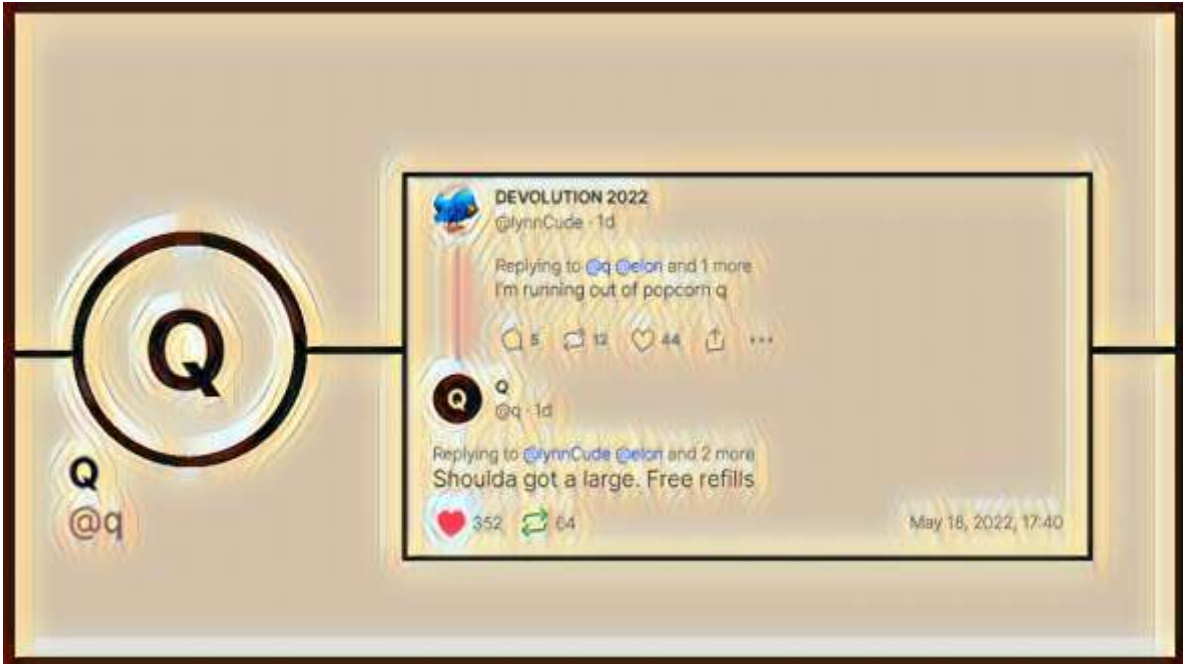 Q
Q
@q
DEVOLUTION 2022
@lynnCude · 1d
Replying to @q @elon and 1 more
I'm running out of popcorn q
5 12 44 ...
Q
Q
@q · 1d
Replying to @lynnCude @elon and 2 more
Shoulda got a large. Free refills
352 64 May 18, 2022, 17:40